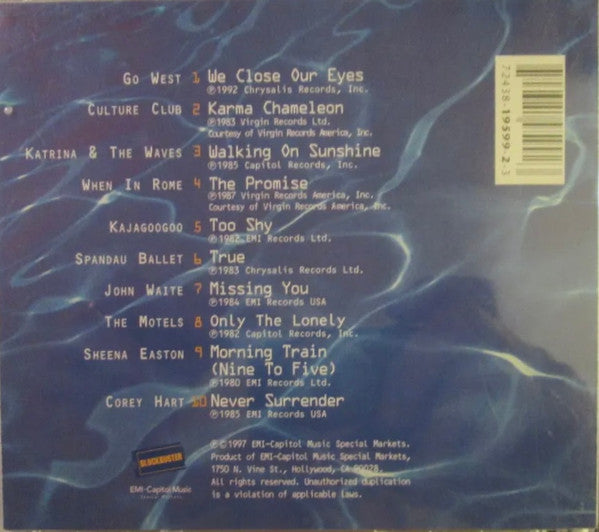 Go West 1 We Close Our Eyes
℗1992 Chrysalis Records, Inc.
Culture Club 2 Karma Chameleon
℗1983 Virgin Records Ltd.
Courtesy of Virgin Records America, Inc.
Katrina & The Waves 3 Walking On Sunshine
℗1985 Capitol Records, Inc.
When In Rome 4 The Promise
℗1987 Virgin Records America, Inc.
Courtesy of Virgin Records America, Inc.
Kajagoogoo 5 Too Shy
℗1982 EMI Records Ltd.
Spandau Ballet 6 True
℗1983 Chrysalis Records Ltd.
John Waite 7 Missing You
℗1984 EMI Records USA
The Motels 8 Only The Lonely
℗1982 Capitol Records, Inc.
Sheena Easton 9 Morning Train
(Nine To Five)
℗1980 EMI Records Ltd.
Corey Hart 10 Never Surrender
℗1985 EMI Records USA
℗©1997 EMI-Capitol Music Special Markets.
Product of EMI-Capitol Music Special Markets,
1750 N. Vine St., Hollywood, CA 90028.
All rights reserved. Unauthorized duplication
is a violation of applicable laws.
BLOCKBUSTER
EMI-Capitol Music
Special Markets
72438-19599-2-3